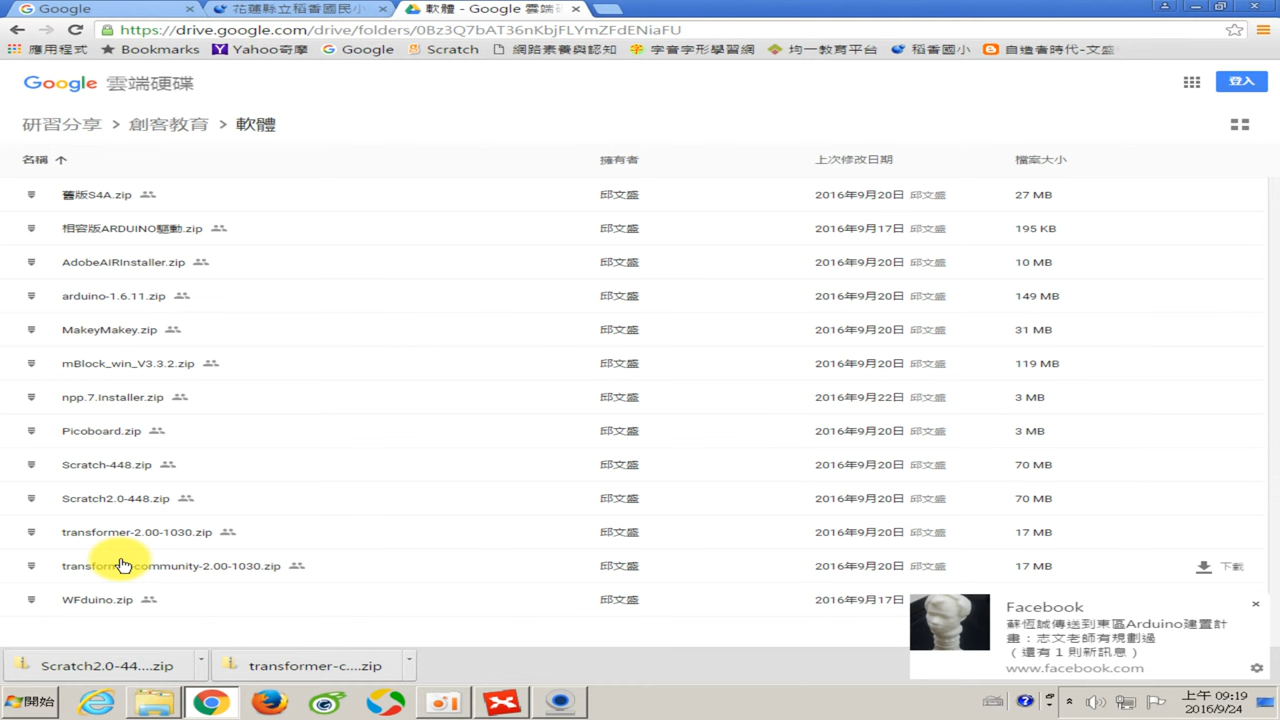 Google
花蓮縣立稻香國民小
軟體 - Google 雲端硬
https://drive.google.com/drive/folders/0Bz3Q7bAT36nKbjFLYmZFdENiaFU
應用程式 Bookmarks Yahoo奇摩 Google Scratch 網路素養與認知 字音字形學習網 均一教育平台 稻香國小 自造者時代-文盛
Google 雲端硬碟
登入
研習分享 > 創客教育 > 軟體
名稱 ↑ 擁有者 上次修改日期 檔案大小
舊版S4A.zip 邱文盛 2016年9月20日 邱文盛 27 MB
相容版ARDUINO驅動.zip 邱文盛 2016年9月17日 邱文盛 195 KB
AdobeAIRInstaller.zip 邱文盛 2016年9月20日 邱文盛 10 MB
arduino-1.6.11.zip 邱文盛 2016年9月20日 邱文盛 149 MB
MakeyMakey.zip 邱文盛 2016年9月20日 邱文盛 31 MB
mBlock_win_V3.3.2.zip 邱文盛 2016年9月20日 邱文盛 119 MB
npp.7.Installer.zip 邱文盛 2016年9月22日 邱文盛 3 MB
Picoboard.zip 邱文盛 2016年9月20日 邱文盛 3 MB
Scratch-448.zip 邱文盛 2016年9月20日 邱文盛 70 MB
Scratch2.0-448.zip 邱文盛 2016年9月20日 邱文盛 70 MB
transformer-2.00-1030.zip 邱文盛 2016年9月20日 邱文盛 17 MB
transformer-community-2.00-1030.zip 邱文盛 2016年9月20日 邱文盛 17 MB 下載
WFduino.zip 邱文盛 2016年9月17日
Facebook
蘇恆誠傳送到東區Arduino建置計
畫：志文老師有規劃過
（還有 1 則新訊息）
www.facebook.com
Scratch2.0-44....zip transformer-c....zip
開始
上午 09:19
2016/9/24